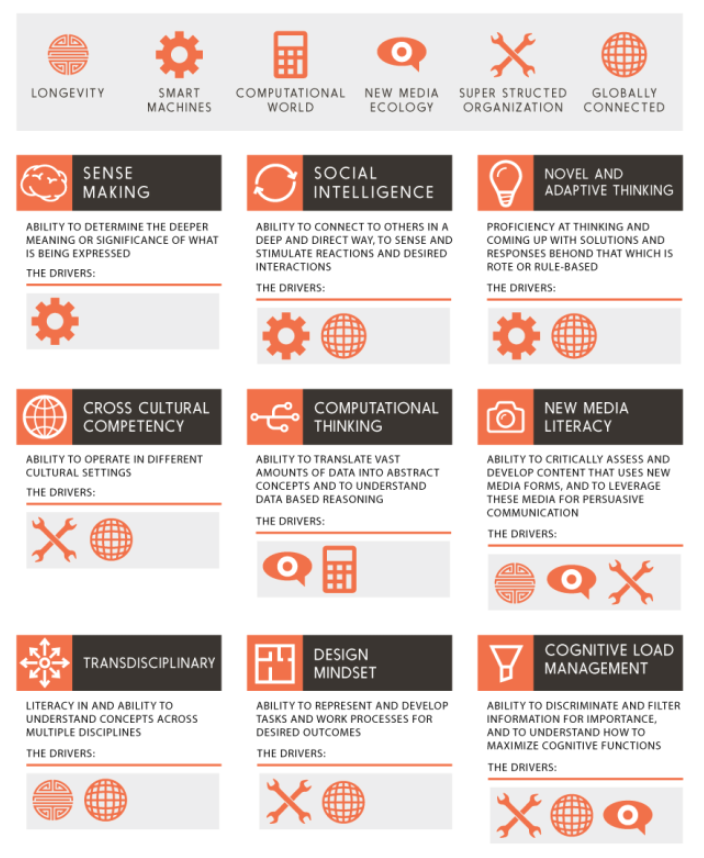 LONGEVITY
SMART
MACHINES
COMPUTATIONAL
WORLD
NEW MEDIA
ECOLOGY
SUPER STRUCTED
ORGANIZATION
GLOBALLY
CONNECTED
SENSE
MAKING
ABILITY TO DETERMINE THE DEEPER
MEANING OR SIGNIFICANCE OF WHAT
IS BEING EXPRESSED
THE DRIVERS:
SOCIAL
INTELLIGENCE
ABILITY TO CONNECT TO OTHERS IN A
DEEP AND DIRECT WAY, TO SENSE AND
STIMULATE REACTIONS AND DESIRED
INTERACTIONS
THE DRIVERS:
NOVEL AND
ADAPTIVE THINKING
PROFICIENCY AT THINKING AND
COMING UP WITH SOLUTIONS AND
RESPONSES BEHOND THAT WHICH IS
ROTE OR RULE-BASED
THE DRIVERS:
CROSS CULTURAL
COMPETENCY
ABILITY TO OPERATE IN DIFFERENT
CULTURAL SETTINGS
THE DRIVERS:
COMPUTATIONAL
THINKING
ABILITY TO TRANSLATE VAST
AMOUNTS OF DATA INTO ABSTRACT
CONCEPTS AND TO UNDERSTAND
DATA BASED REASONING
THE DRIVERS:
NEW MEDIA
LITERACY
ABILITY TO CRITICALLY ASSESS AND
DEVELOP CONTENT THAT USES NEW
MEDIA FORMS, AND TO LEVERAGE
THESE MEDIA FOR PERSUASIVE
COMMUNICATION
THE DRIVERS:
TRANSDISCIPLINARY
LITERACY IN AND ABILITY TO
UNDERSTAND CONCEPTS ACROSS
MULTIPLE DISCIPLINES
THE DRIVERS:
DESIGN
MINDSET
ABILITY TO REPRESENT AND DEVELOP
TASKS AND WORK PROCESSES FOR
DESIRED OUTCOMES
THE DRIVERS:
COGNITIVE LOAD
MANAGEMENT
ABILITY TO DISCRIMINATE AND FILTER
INFORMATION FOR IMPORTANCE,
AND TO UNDERSTAND HOW TO
MAXIMIZE COGNITIVE FUNCTIONS
THE DRIVERS: